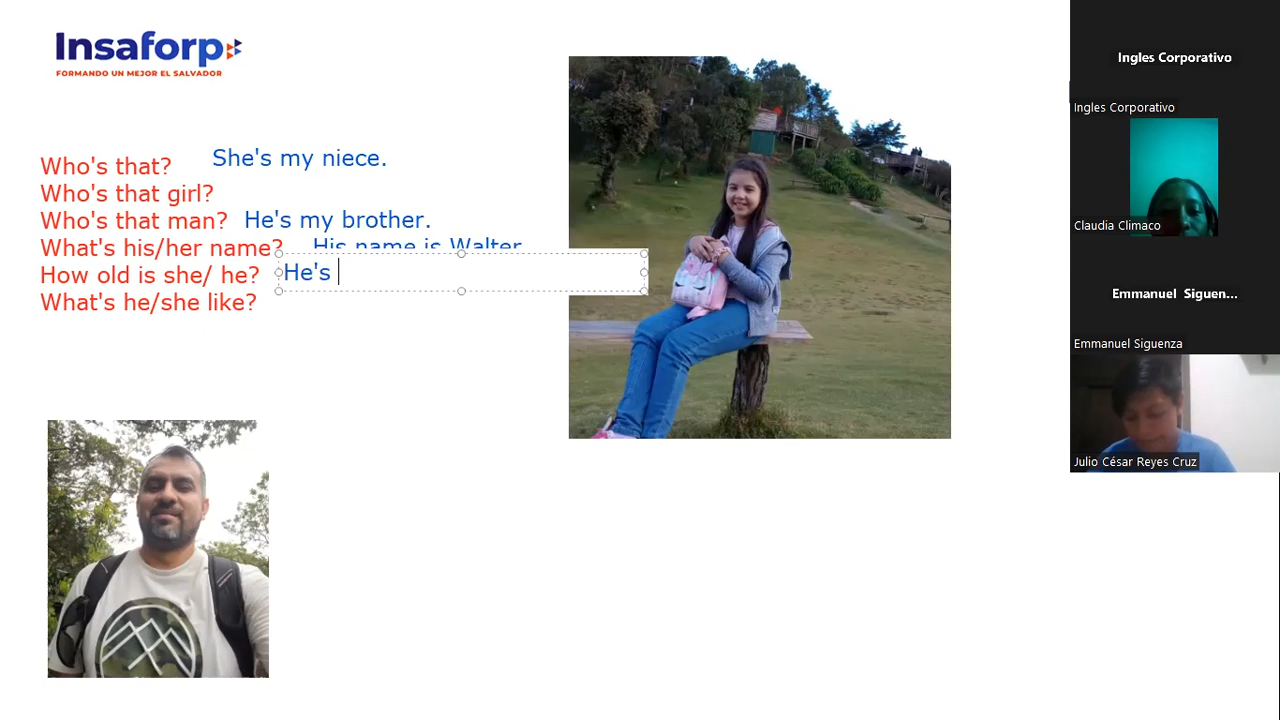 Insaforp
FORMANDO UN MEJOR EL SALVADOR
Who's that? She's my niece.
Who's that girl?
Who's that man? He's my brother.
What's his/her name? His name is Walter
How old is she/ he? He's
What's he/she like?
Ingles Corporativo
Ingles Corporativo
Claudia Climaco
Emmanuel Siguen...
Emmanuel Siguenza
Julio César Reyes Cruz